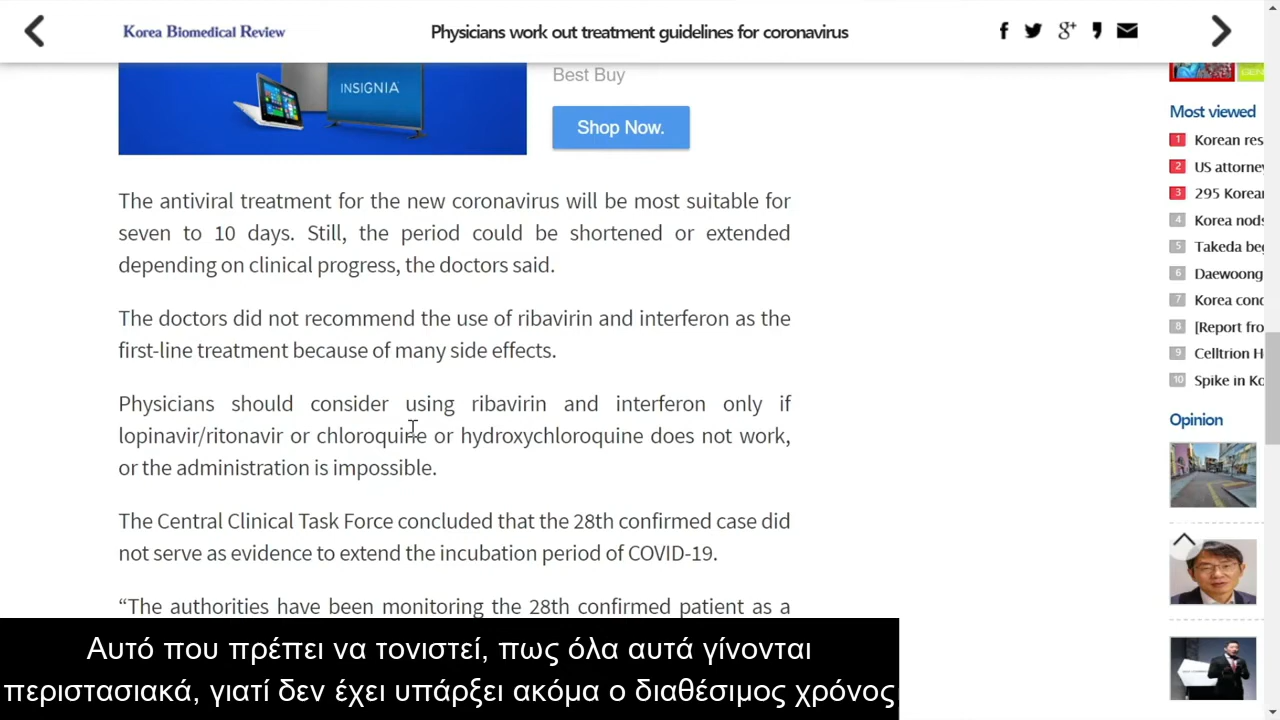 Korea Biomedical Review
Physicians work out treatment guidelines for coronavirus
INSIGNIA
Best Buy
Shop Now.
The antiviral treatment for the new coronavirus will be most suitable for
seven to 10 days. Still, the period could be shortened or extended
depending on clinical progress, the doctors said.
The doctors did not recommend the use of ribavirin and interferon as the
first-line treatment because of many side effects.
Physicians should consider using ribavirin and interferon only if
lopinavir/ritonavir or chloroquine or hydroxychloroquine does not work,
or the administration is impossible.
The Central Clinical Task Force concluded that the 28th confirmed case did
not serve as evidence to extend the incubation period of COVID-19.
“The authorities have been monitoring the 28th confirmed patient as a
Most viewed
1 Korean res
2 US attorne
3 295 Korea
4 Korea nods
5 Takeda be
6 Daewoong
7 Korea con
8 [Report fro
9 Celltrion H
10 Spike in Ko
Opinion
Αυτό που πρέπει να τονιστεί, πως όλα αυτά γίνονται
περιστασιακά, γιατί δεν έχει υπάρξει ακόμα ο διαθέσιμος χρόνος